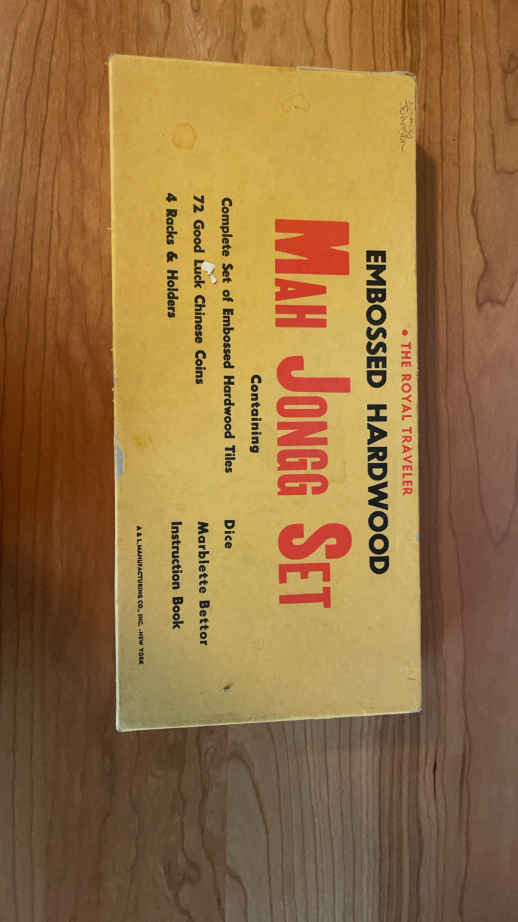 • THE ROYAL TRAVELER
EMBOSSED HARDWOOD
MAH JONGG SET
Containing
Complete Set of Embossed Hardwood Tiles
72 Good Luck Chinese Coins
4 Racks & Holders
Dice
Marblette Bettor
Instruction Book
A & L MANUFACTURING CO., INC. -NEW YORK